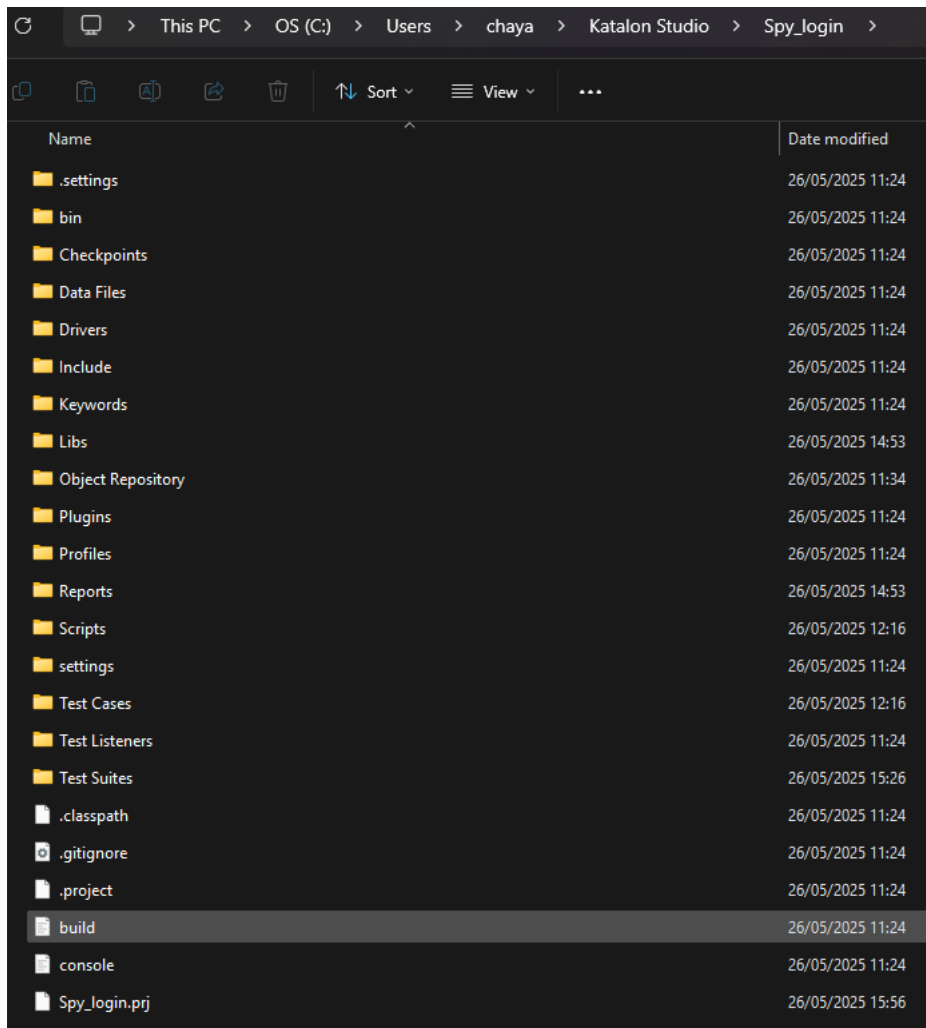 This PC > OS (C:) > Users > chaya > Katalon Studio > Spy_login >
Sort View ...
Name Date modified
.settings 26/05/2025 11:24
bin 26/05/2025 11:24
Checkpoints 26/05/2025 11:24
Data Files 26/05/2025 11:24
Drivers 26/05/2025 11:24
Include 26/05/2025 11:24
Keywords 26/05/2025 11:24
Libs 26/05/2025 14:53
Object Repository 26/05/2025 11:34
Plugins 26/05/2025 11:24
Profiles 26/05/2025 11:24
Reports 26/05/2025 14:53
Scripts 26/05/2025 12:16
settings 26/05/2025 11:24
Test Cases 26/05/2025 12:16
Test Listeners 26/05/2025 11:24
Test Suites 26/05/2025 15:26
.classpath 26/05/2025 11:24
.gitignore 26/05/2025 11:24
.project 26/05/2025 11:24
build 26/05/2025 11:24
console 26/05/2025 11:24
Spy_login.prj 26/05/2025 15:56